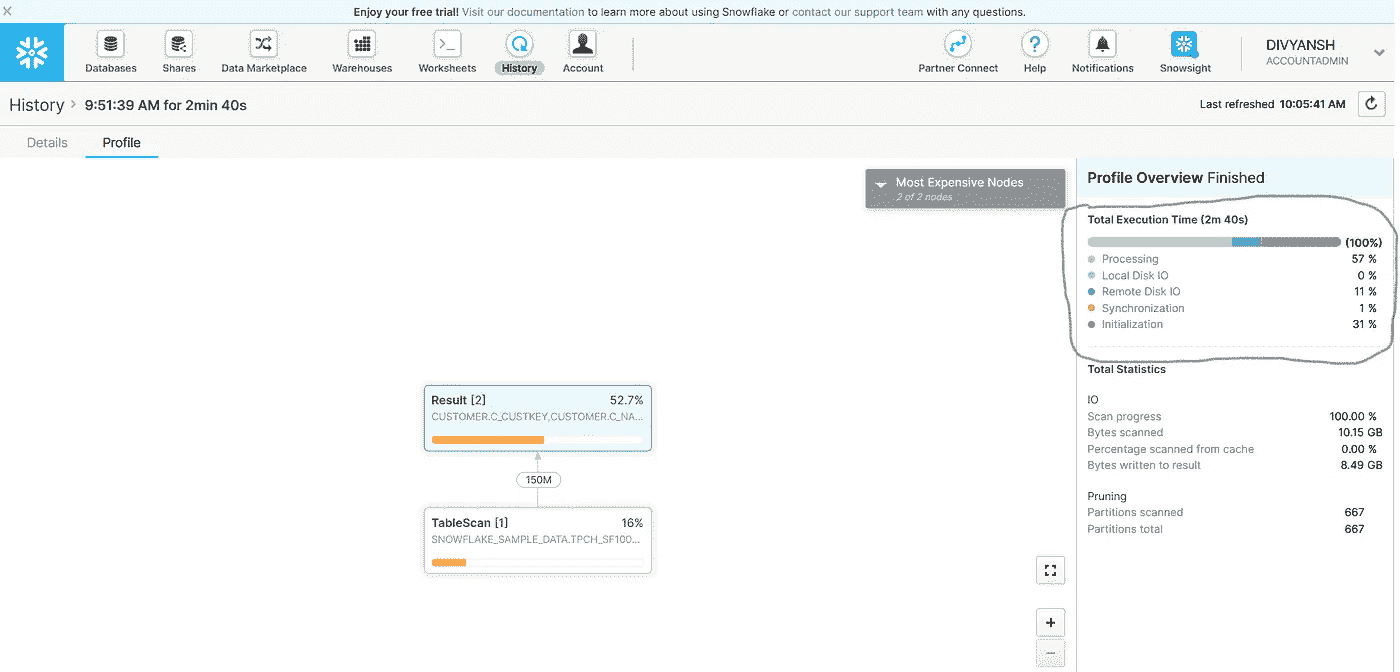 Enjoy your free trial! Visit our documentation to learn more about using Snowflake or contact our support team with any questions.
Databases Shares Data Marketplace Warehouses Worksheets History Account Partner Connect Help Notifications Snowsight
DIVYANSH
ACCOUNTADMIN
History > 9:51:39 AM for 2min 40s
Last refreshed 10:05:41 AM
Details Profile
Most Expensive Nodes
2 of 2 nodes
Result [2] 52.7%
CUSTOMER.C_CUSTKEY,CUSTOMER.C_NA...
150M
TableScan [1] 16%
SNOWFLAKE_SAMPLE_DATA.TPCH_SF100...
+
−
Profile Overview Finished
Total Execution Time (2m 40s)
(100%)
Processing 57 %
Local Disk IO 0 %
Remote Disk IO 11 %
Synchronization 1 %
Initialization 31 %
Total Statistics
IO
Scan progress 100.00 %
Bytes scanned 10.15 GB
Percentage scanned from cache 0.00 %
Bytes written to result 8.49 GB
Pruning
Partitions scanned 667
Partitions total 667